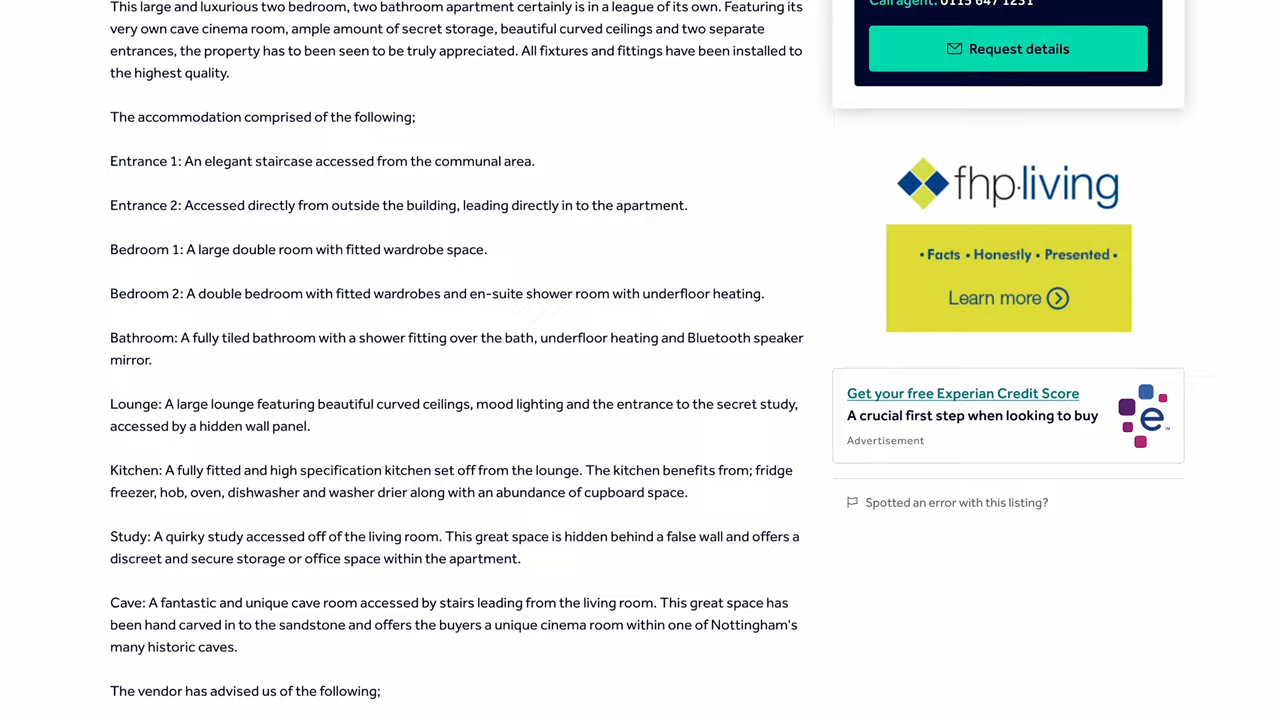 This large and luxurious two bedroom, two bathroom apartment certainly is in a league of its own. Featuring its
very own cave cinema room, ample amount of secret storage, beautiful curved ceilings and two separate
entrances, the property has to been seen to be truly appreciated. All fixtures and fittings have been installed to
the highest quality.
The accommodation comprised of the following;
Entrance 1: An elegant staircase accessed from the communal area.
Entrance 2: Accessed directly from outside the building, leading directly in to the apartment.
Bedroom 1: A large double room with fitted wardrobe space.
Bedroom 2: A double bedroom with fitted wardrobes and en-suite shower room with underfloor heating.
Bathroom: A fully tiled bathroom with a shower fitting over the bath, underfloor heating and Bluetooth speaker
mirror.
Lounge: A large lounge featuring beautiful curved ceilings, mood lighting and the entrance to the secret study,
accessed by a hidden wall panel.
Kitchen: A fully fitted and high specification kitchen set off from the lounge. The kitchen benefits from; fridge
freezer, hob, oven, dishwasher and washer drier along with an abundance of cupboard space.
Study: A quirky study accessed off of the living room. This great space is hidden behind a false wall and offers a
discreet and secure storage or office space within the apartment.
Cave: A fantastic and unique cave room accessed by stairs leading from the living room. This great space has
been hand carved in to the sandstone and offers the buyers a unique cinema room within one of Nottingham's
many historic caves.
The vendor has advised us of the following;
Call agent: 0115 647 1231
Request details
fhp·living
• Facts • Honestly • Presented •
Learn more
Get your free Experian Credit Score
A crucial first step when looking to buy
Advertisement
e™
Spotted an error with this listing?